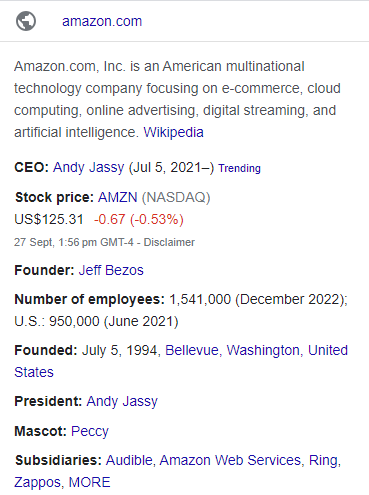 amazon.com
Amazon.com, Inc. is an American multinational
technology company focusing on e-commerce, cloud
computing, online advertising, digital streaming, and
artificial intelligence. Wikipedia
CEO: Andy Jassy (Jul 5, 2021–) Trending
Stock price: AMZN (NASDAQ)
US$125.31 -0.67 (-0.53%)
27 Sept, 1:56 pm GMT-4 - Disclaimer
Founder: Jeff Bezos
Number of employees: 1,541,000 (December 2022);
U.S.: 950,000 (June 2021)
Founded: July 5, 1994, Bellevue, Washington, United
States
President: Andy Jassy
Mascot: Peccy
Subsidiaries: Audible, Amazon Web Services, Ring,
Zappos, MORE